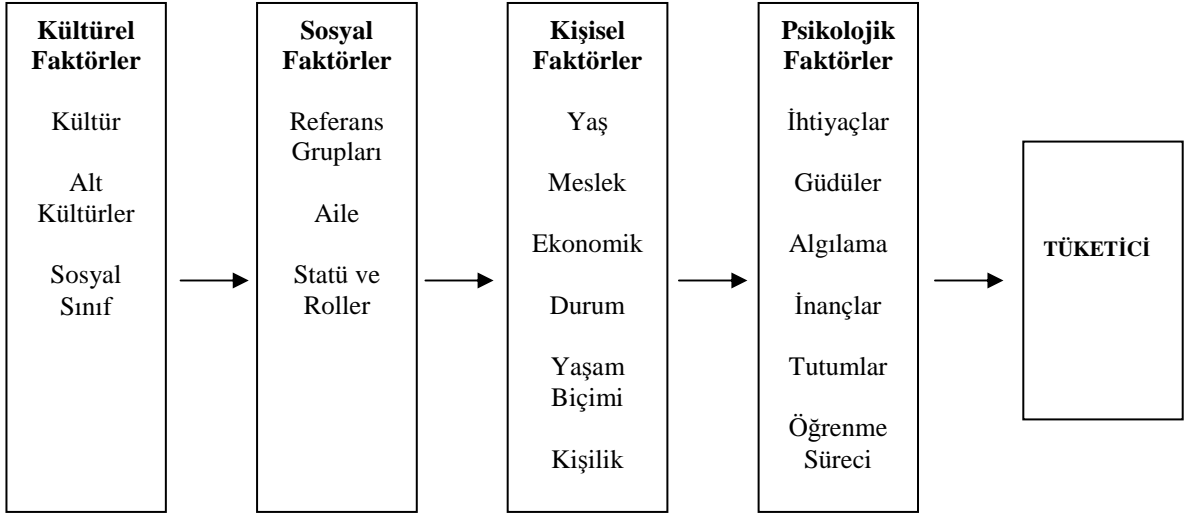 Kültürel
Faktörler
Kültür
Alt
Kültürler
Sosyal
Sınıf
Sosyal
Faktörler
Referans
Grupları
Aile
Statü ve
Roller
Kişisel
Faktörler
Yaş
Meslek
Ekonomik
Durum
Yaşam
Biçimi
Kişilik
Psikolojik
Faktörler
İhtiyaçlar
Güdüler
Algılama
İnançlar
Tutumlar
Öğrenme
Süreci
TÜKETİCİ